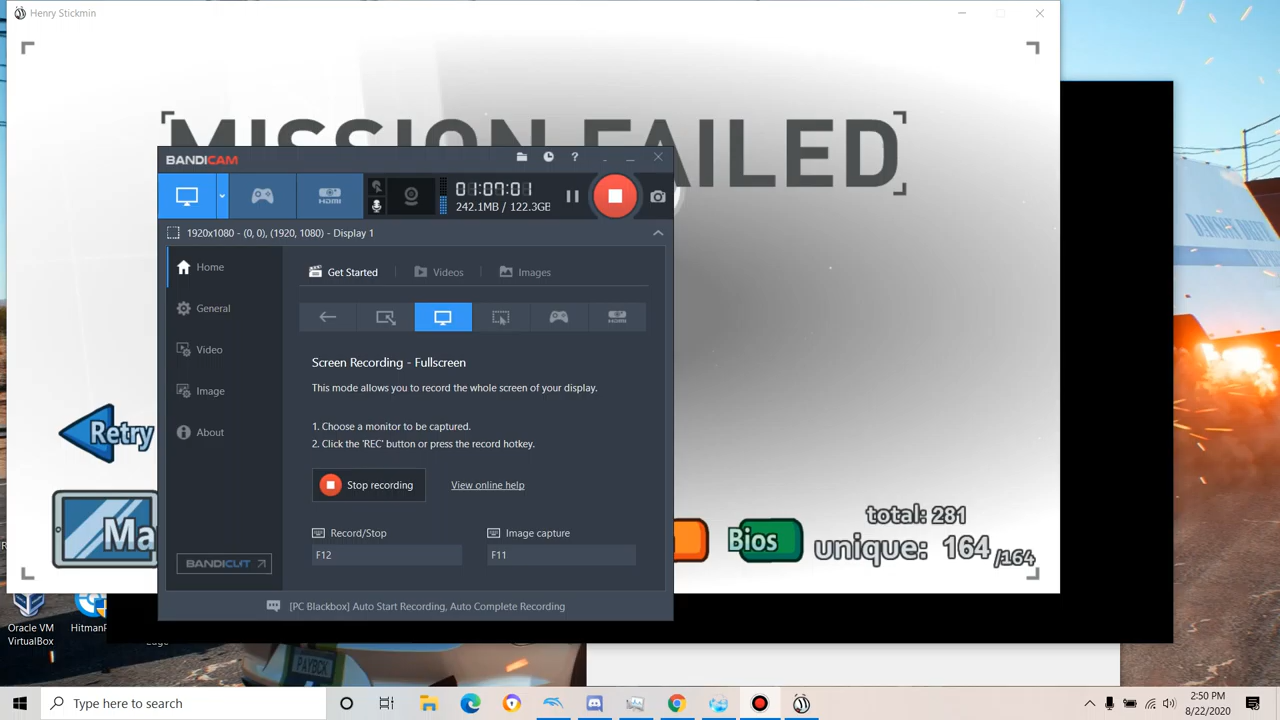 Henry Stickmin
MISSION FAILED
BANDICAM
HDMI
01:07:01
242.1MB / 122.3GB
1920x1080 - (0, 0), (1920, 1080) - Display 1
Home
General
Video
Image
About
Get Started
Videos
Images
HDMI
Screen Recording - Fullscreen
This mode allows you to record the whole screen of your display.
1. Choose a monitor to be captured.
2. Click the 'REC' button or press the record hotkey.
Stop recording
View online help
Record/Stop
Image capture
F12
F11
BANDICUT
[PC Blackbox] Auto Start Recording, Auto Complete Recording
Retry
Ma
Bios
total: 281
unique: 164 /164
Oracle VM
VirtualBox
Edge
Type here to search
2:50 PM
8/22/2020